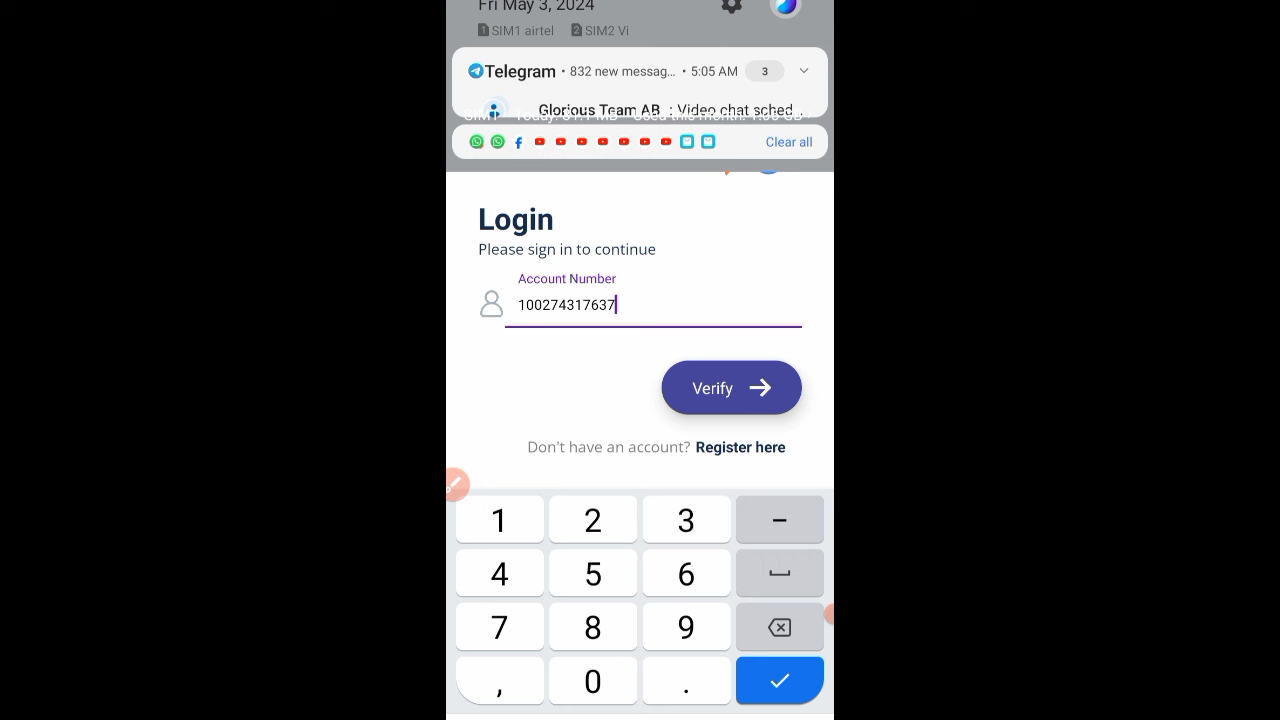 Fri May 3, 2024
1 SIM1 airtel 2 SIM2 Vi
Telegram • 832 new messag... • 5:05 AM 3
Glorious Team AB : Video chat sched
Clear all
Login
Please sign in to continue
Account Number
100274317637
Verify
Don't have an account? Register here
1 2 3 –
4 5 6
7 8 9
, 0 .